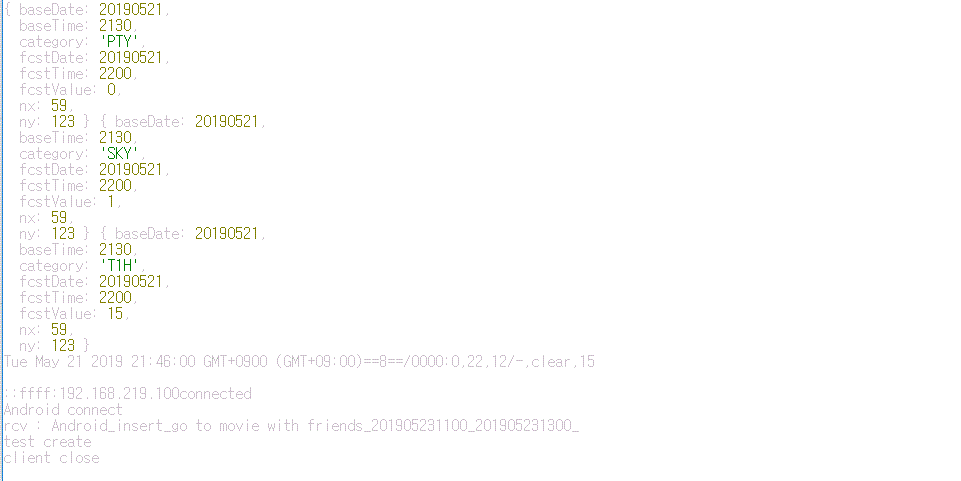 { baseDate: 20190521,
baseTime: 2130,
category: 'PTY',
fcstDate: 20190521,
fcstTime: 2200,
fcstValue: 0,
nx: 59,
ny: 123 } { baseDate: 20190521,
baseTime: 2130,
category: 'SKY',
fcstDate: 20190521,
fcstTime: 2200,
fcstValue: 1,
nx: 59,
ny: 123 } { baseDate: 20190521,
baseTime: 2130,
category: 'T1H',
fcstDate: 20190521,
fcstTime: 2200,
fcstValue: 15,
nx: 59,
ny: 123 }
Tue May 21 2019 21:46:00 GMT+0900 (GMT+09:00)==8==/0000:0,22,12/-,clear,15
::ffff:192.168.219.100connected
Android connect
rcv : Android_insert_go to movie with friends_201905231100_201905231300_
test create
client close